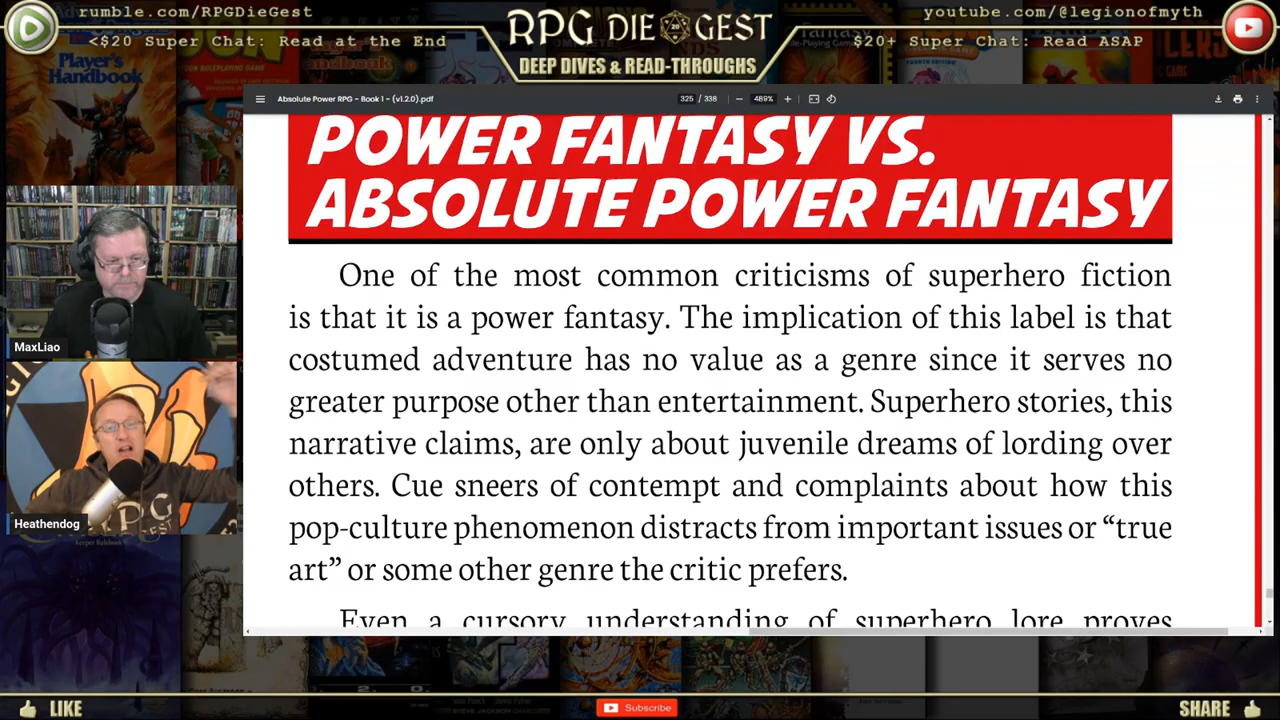 rumble.com/RPGDieGest
<$20 Super Chat: Read at the End
RPG DIE GEST
DEEP DIVES & READ-THROUGHS
youtube.com/@legionofmyth
$20+ Super Chat: Read ASAP
Player's
Handbook
Absolute Power RPG - Book 1 - (v1.2.0).pdf
325 / 338
489%
POWER FANTASY VS.
ABSOLUTE POWER FANTASY
One of the most common criticisms of superhero fiction
is that it is a power fantasy. The implication of this label is that
costumed adventure has no value as a genre since it serves no
greater purpose other than entertainment. Superhero stories, this
narrative claims, are only about juvenile dreams of lording over
others. Cue sneers of contempt and complaints about how this
pop-culture phenomenon distracts from important issues or “true
art” or some other genre the critic prefers.
Even a cursory understanding of superhero lore proves
MaxLiao
Heathendog
LIKE
Subscribe
SHARE